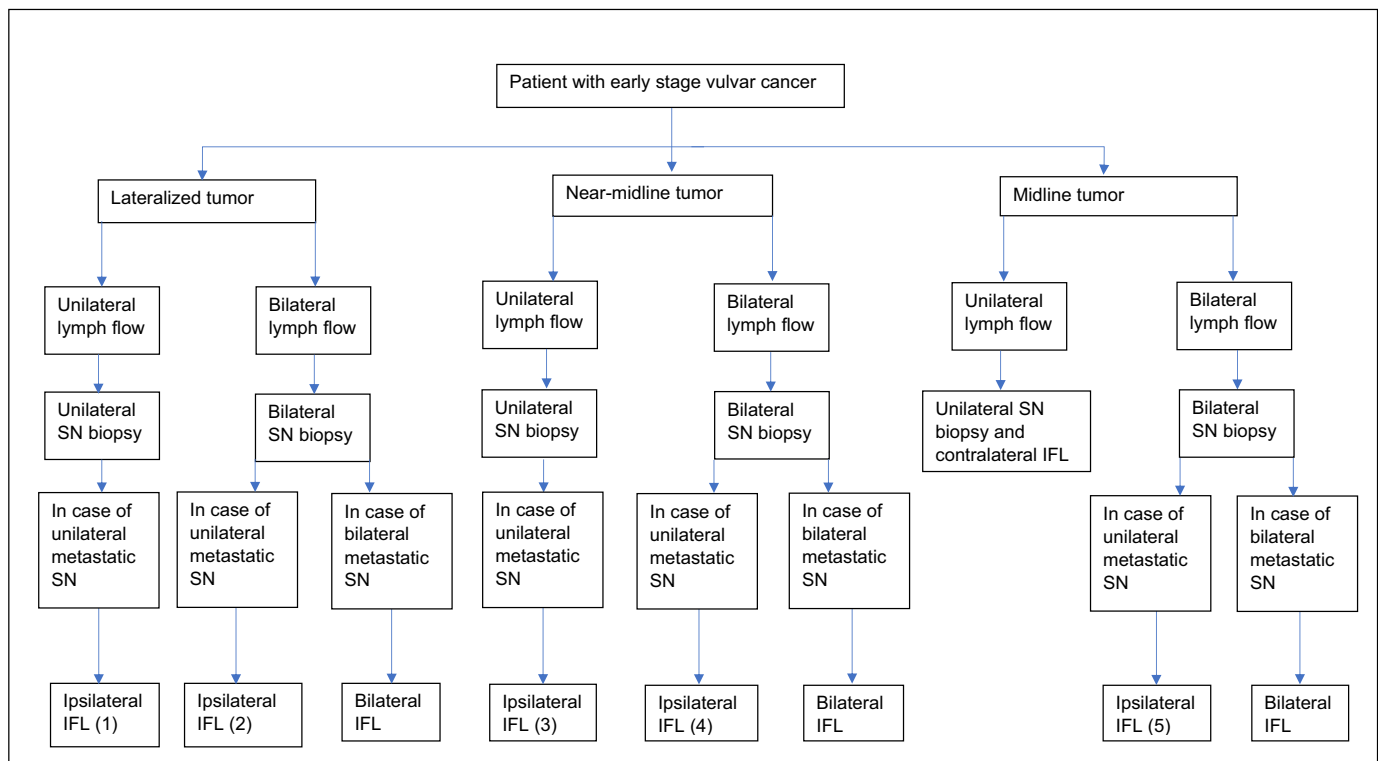 Patient with early stage vulvar cancer
Lateralized tumor
Near-midline tumor
Midline tumor
Unilateral
lymph flow
Bilateral
lymph flow
Unilateral
lymph flow
Bilateral
lymph flow
Unilateral
lymph flow
Bilateral
lymph flow
Unilateral
SN biopsy
Bilateral
SN biopsy
Unilateral
SN biopsy
Bilateral
SN biopsy
Unilateral SN
biopsy and
contralateral IFL
Bilateral
SN biopsy
In case of
unilateral
metastatic
SN
In case of
unilateral
metastatic
SN
In case of
bilateral
metastatic
SN
In case of
unilateral
metastatic
SN
In case of
unilateral
metastatic
SN
In case of
bilateral
metastatic
SN
In case of
unilateral
metastatic
SN
In case of
bilateral
metastatic
SN
Ipsilateral
IFL (1)
Ipsilateral
IFL (2)
Bilateral
IFL
Ipsilateral
IFL (3)
Ipsilateral
IFL (4)
Bilateral
IFL
Ipsilateral
IFL (5)
Bilateral
IFL